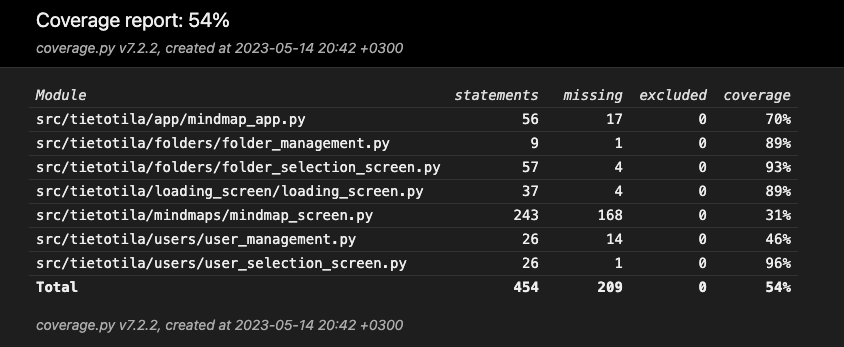 Coverage report: 54%
coverage.py v7.2.2, created at 2023-05-14 20:42 +0300
Module statements missing excluded coverage
src/tietotila/app/mindmap_app.py 56 17 0 70%
src/tietotila/folders/folder_management.py 9 1 0 89%
src/tietotila/folders/folder_selection_screen.py 57 4 0 93%
src/tietotila/loading_screen/loading_screen.py 37 4 0 89%
src/tietotila/mindmaps/mindmap_screen.py 243 168 0 31%
src/tietotila/users/user_management.py 26 14 0 46%
src/tietotila/users/user_selection_screen.py 26 1 0 96%
Total 454 209 0 54%
coverage.py v7.2.2, created at 2023-05-14 20:42 +0300